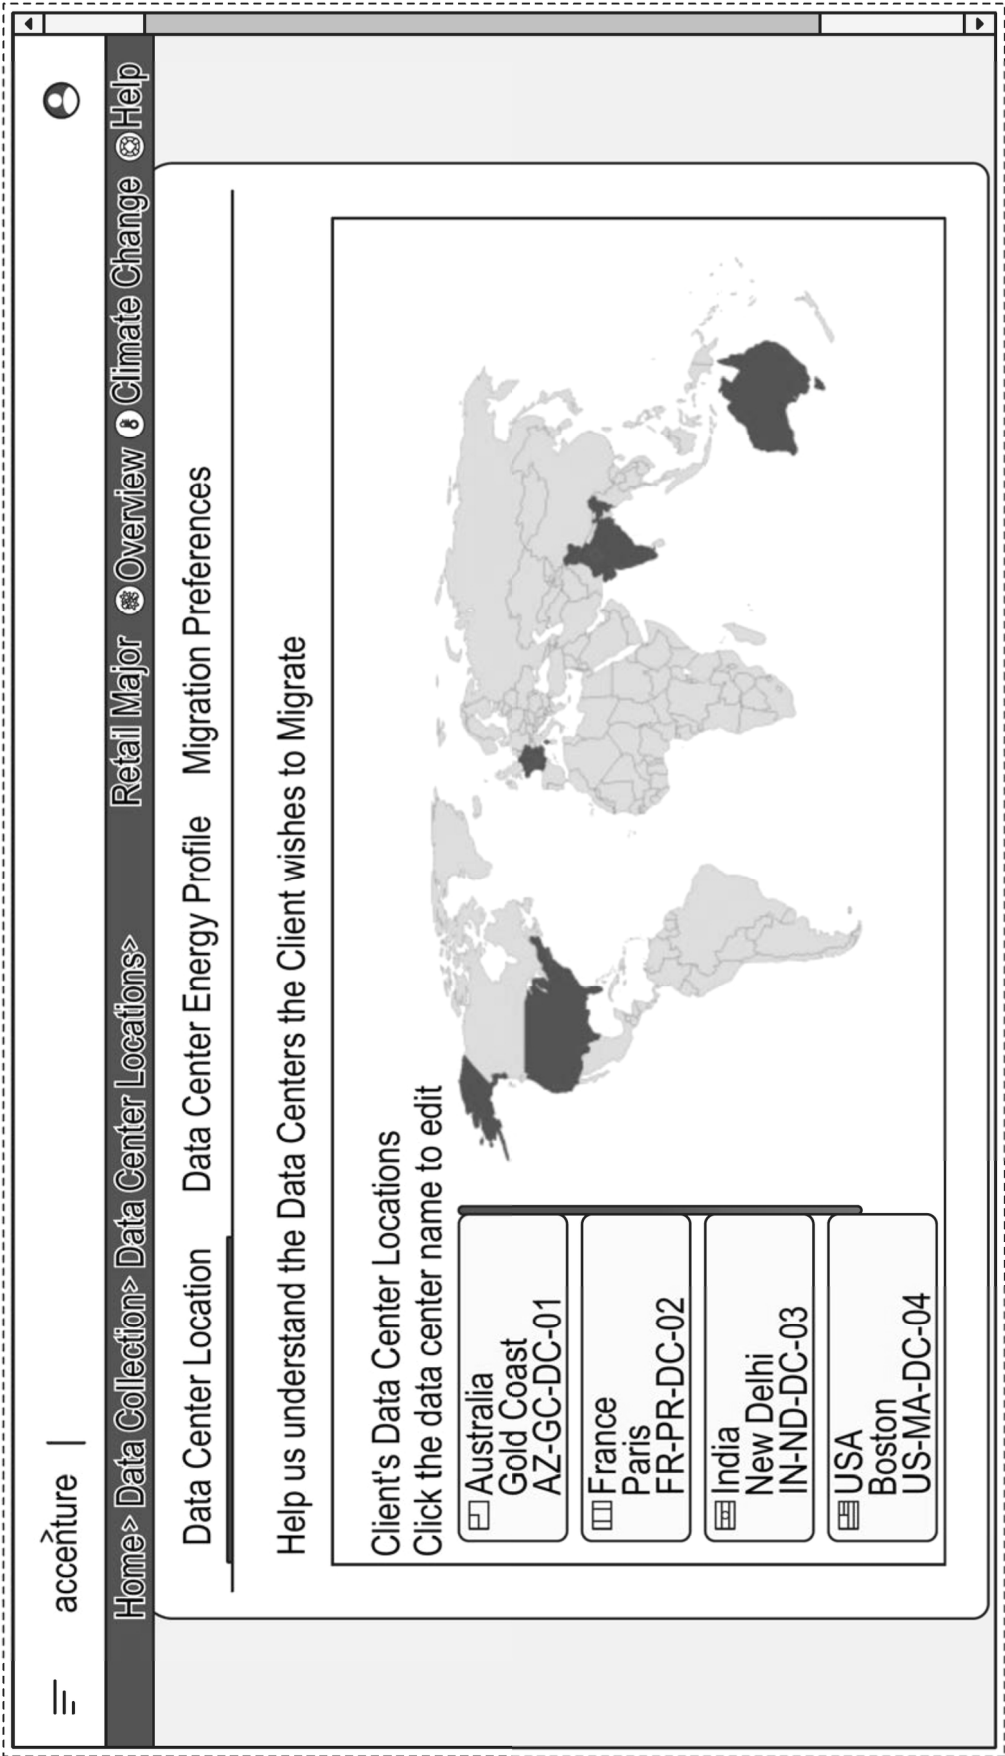 accenture
Home> Data Collection> Data Center Locations> Retail Major Overview Climate Change Help
Data Center Location Data Center Energy Profile Migration Preferences
Help us understand the Data Centers the Client wishes to Migrate
Client's Data Center Locations
Click the data center name to edit
Australia
Gold Coast
AZ-GC-DC-01
France
Paris
FR-PR-DC-02
India
New Delhi
IN-ND-DC-03
USA
Boston
US-MA-DC-04